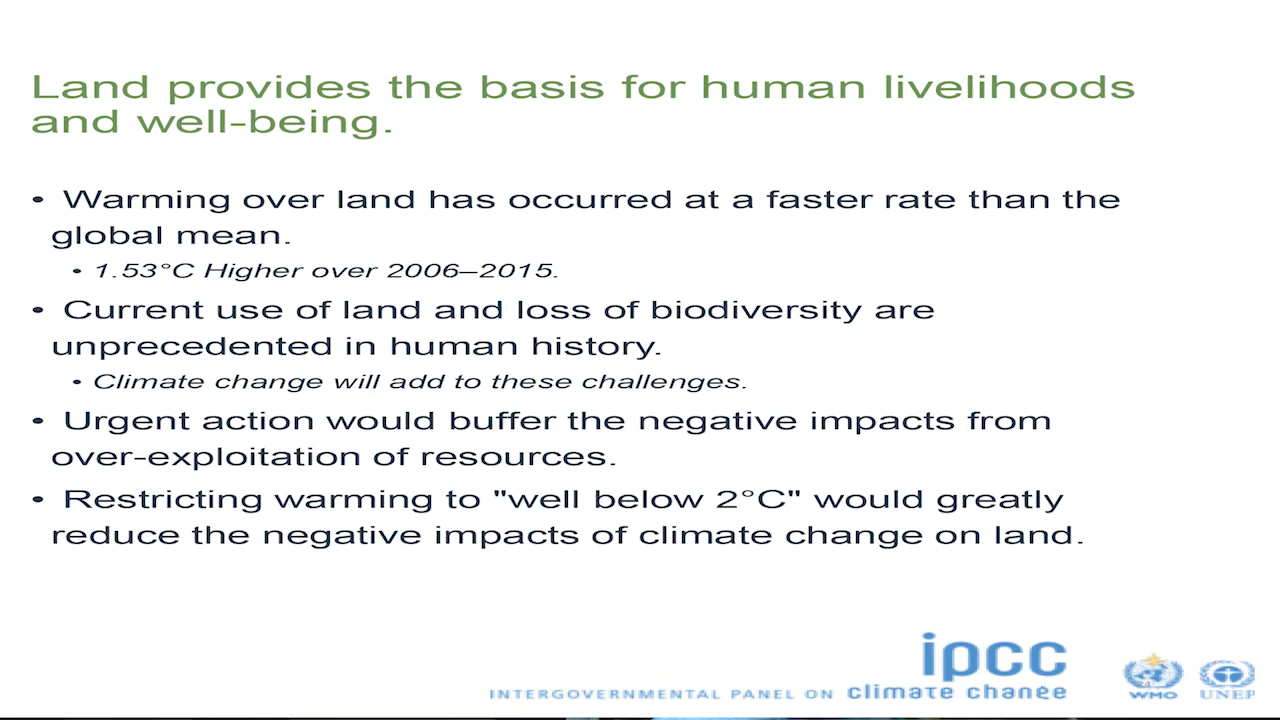 Land provides the basis for human livelihoods
and well-being.
• Warming over land has occurred at a faster rate than the
global mean.
• 1.53°C Higher over 2006–2015.
• Current use of land and loss of biodiversity are
unprecedented in human history.
• Climate change will add to these challenges.
• Urgent action would buffer the negative impacts from
over-exploitation of resources.
• Restricting warming to "well below 2°C" would greatly
reduce the negative impacts of climate change on land.
ipcc
INTERGOVERNMENTAL PANEL ON climate change
WMO
UNEP